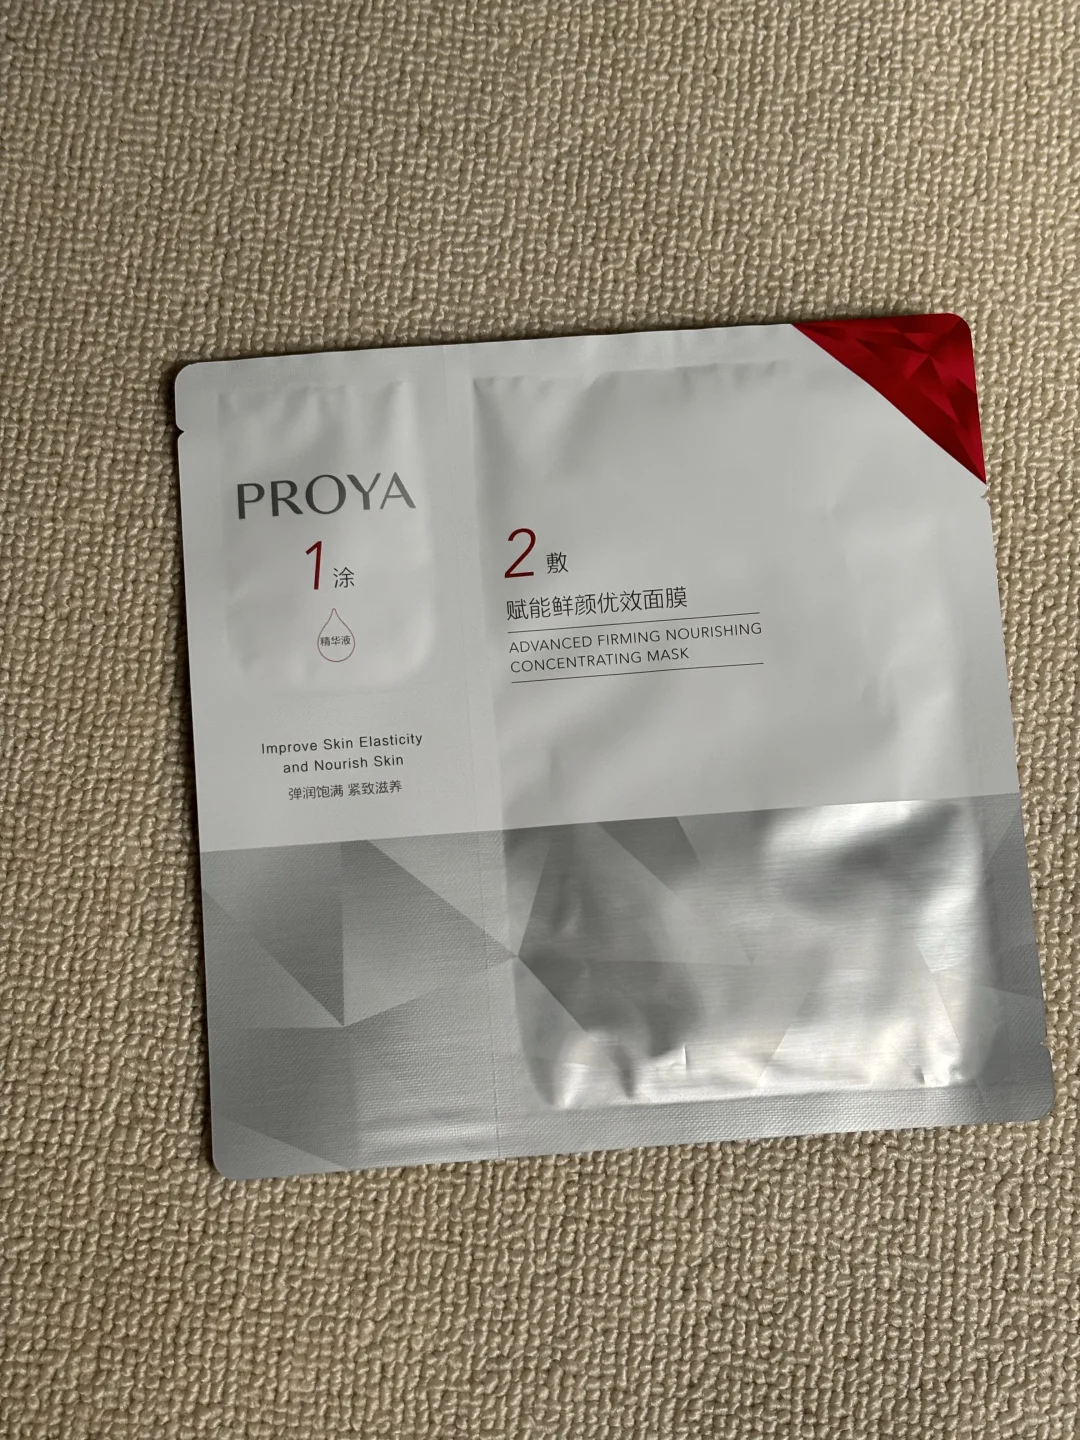 PROYA
1 涂
精华液
Improve Skin Elasticity
and Nourish Skin
弹润饱满 紧致滋养
2 敷
赋能鲜颜优效面膜
ADVANCED FIRMING NOURISHING
CONCENTRATING MASK